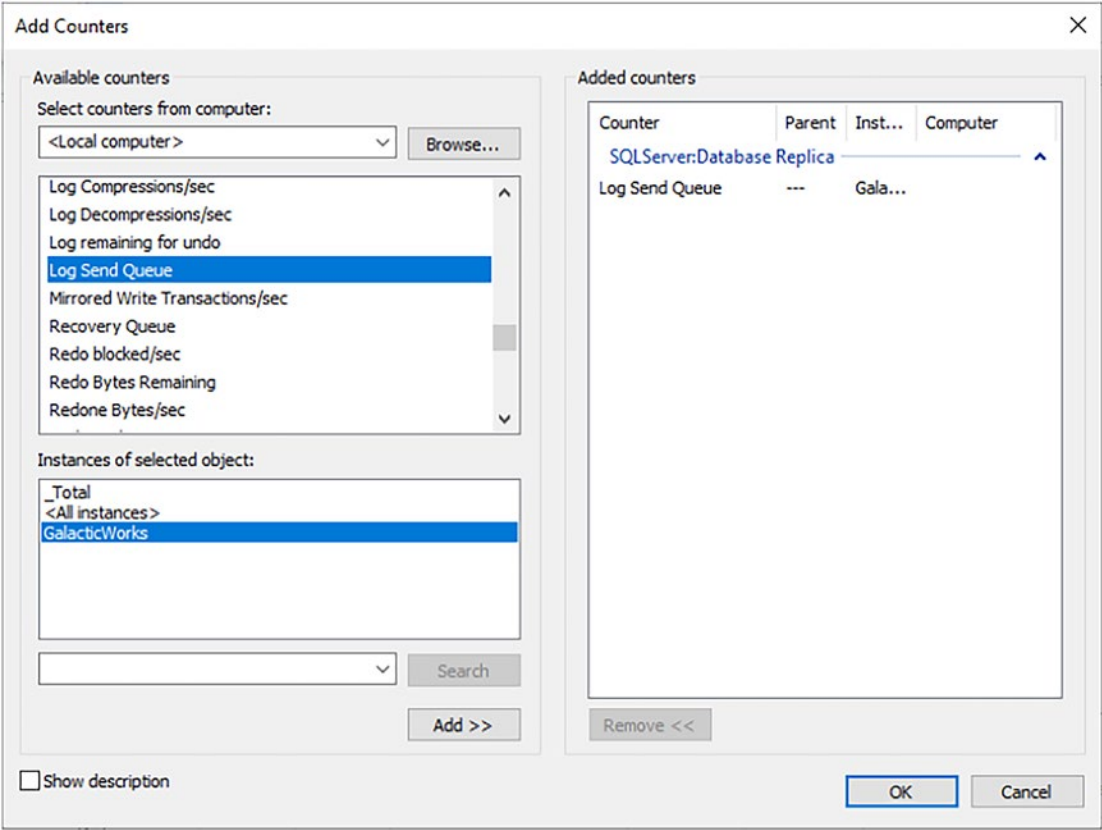 Add Counters
Available counters
Select counters from computer:
<Local computer>
Browse...
Log Compressions/sec
Log Decompressions/sec
Log remaining for undo
Log Send Queue
Mirrored Write Transactions/sec
Recovery Queue
Redo blocked/sec
Redo Bytes Remaining
Redone Bytes/sec
Instances of selected object:
_Total
<All instances>
GalacticWorks
Search
Add >>
Show description
Added counters
Counter Parent Inst... Computer
SQLServer:Database Replica
Log Send Queue --- Gala...
Remove <<
OK
Cancel